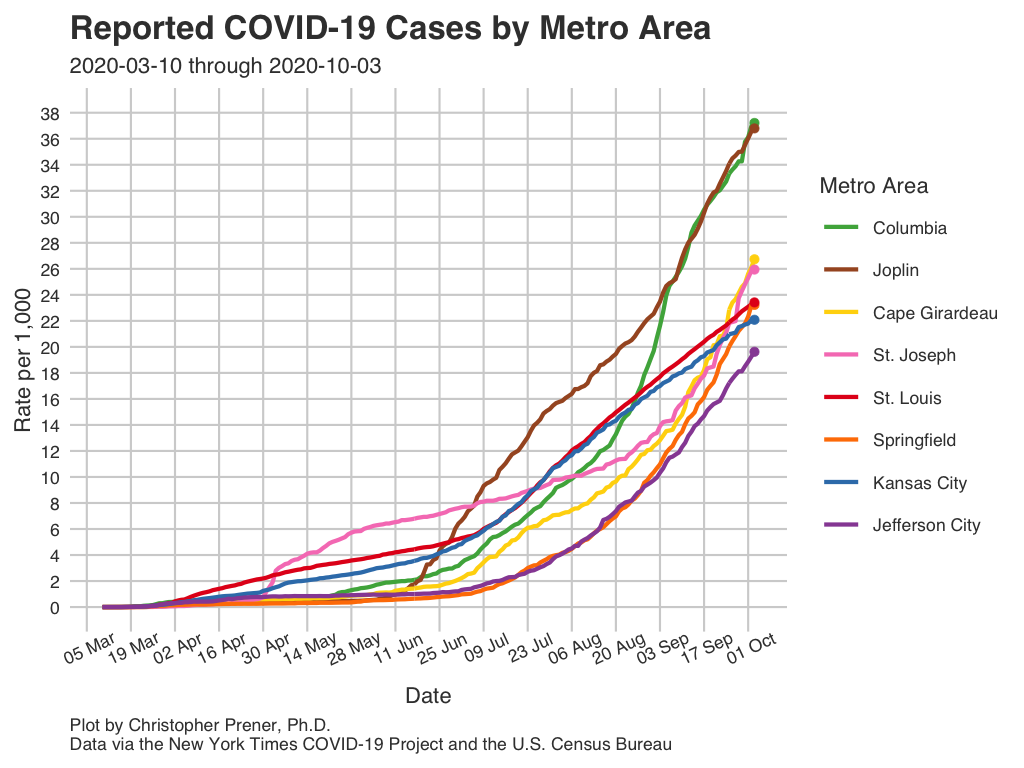 Reported COVID-19 Cases by Metro Area
2020-03-10 through 2020-10-03
38
36
34
32
30
28
26
24
22
20
18
16
14
12
10
8
6
4
2
0
Rate per 1,000
05 Mar
19 Mar
02 Apr
16 Apr
30 Apr
14 May
28 May
11 Jun
25 Jun
09 Jul
23 Jul
06 Aug
20 Aug
03 Sep
17 Sep
01 Oct
Date
Metro Area
Columbia
Joplin
Cape Girardeau
St. Joseph
St. Louis
Springfield
Kansas City
Jefferson City
Plot by Christopher Prener, Ph.D.
Data via the New York Times COVID-19 Project and the U.S. Census Bureau